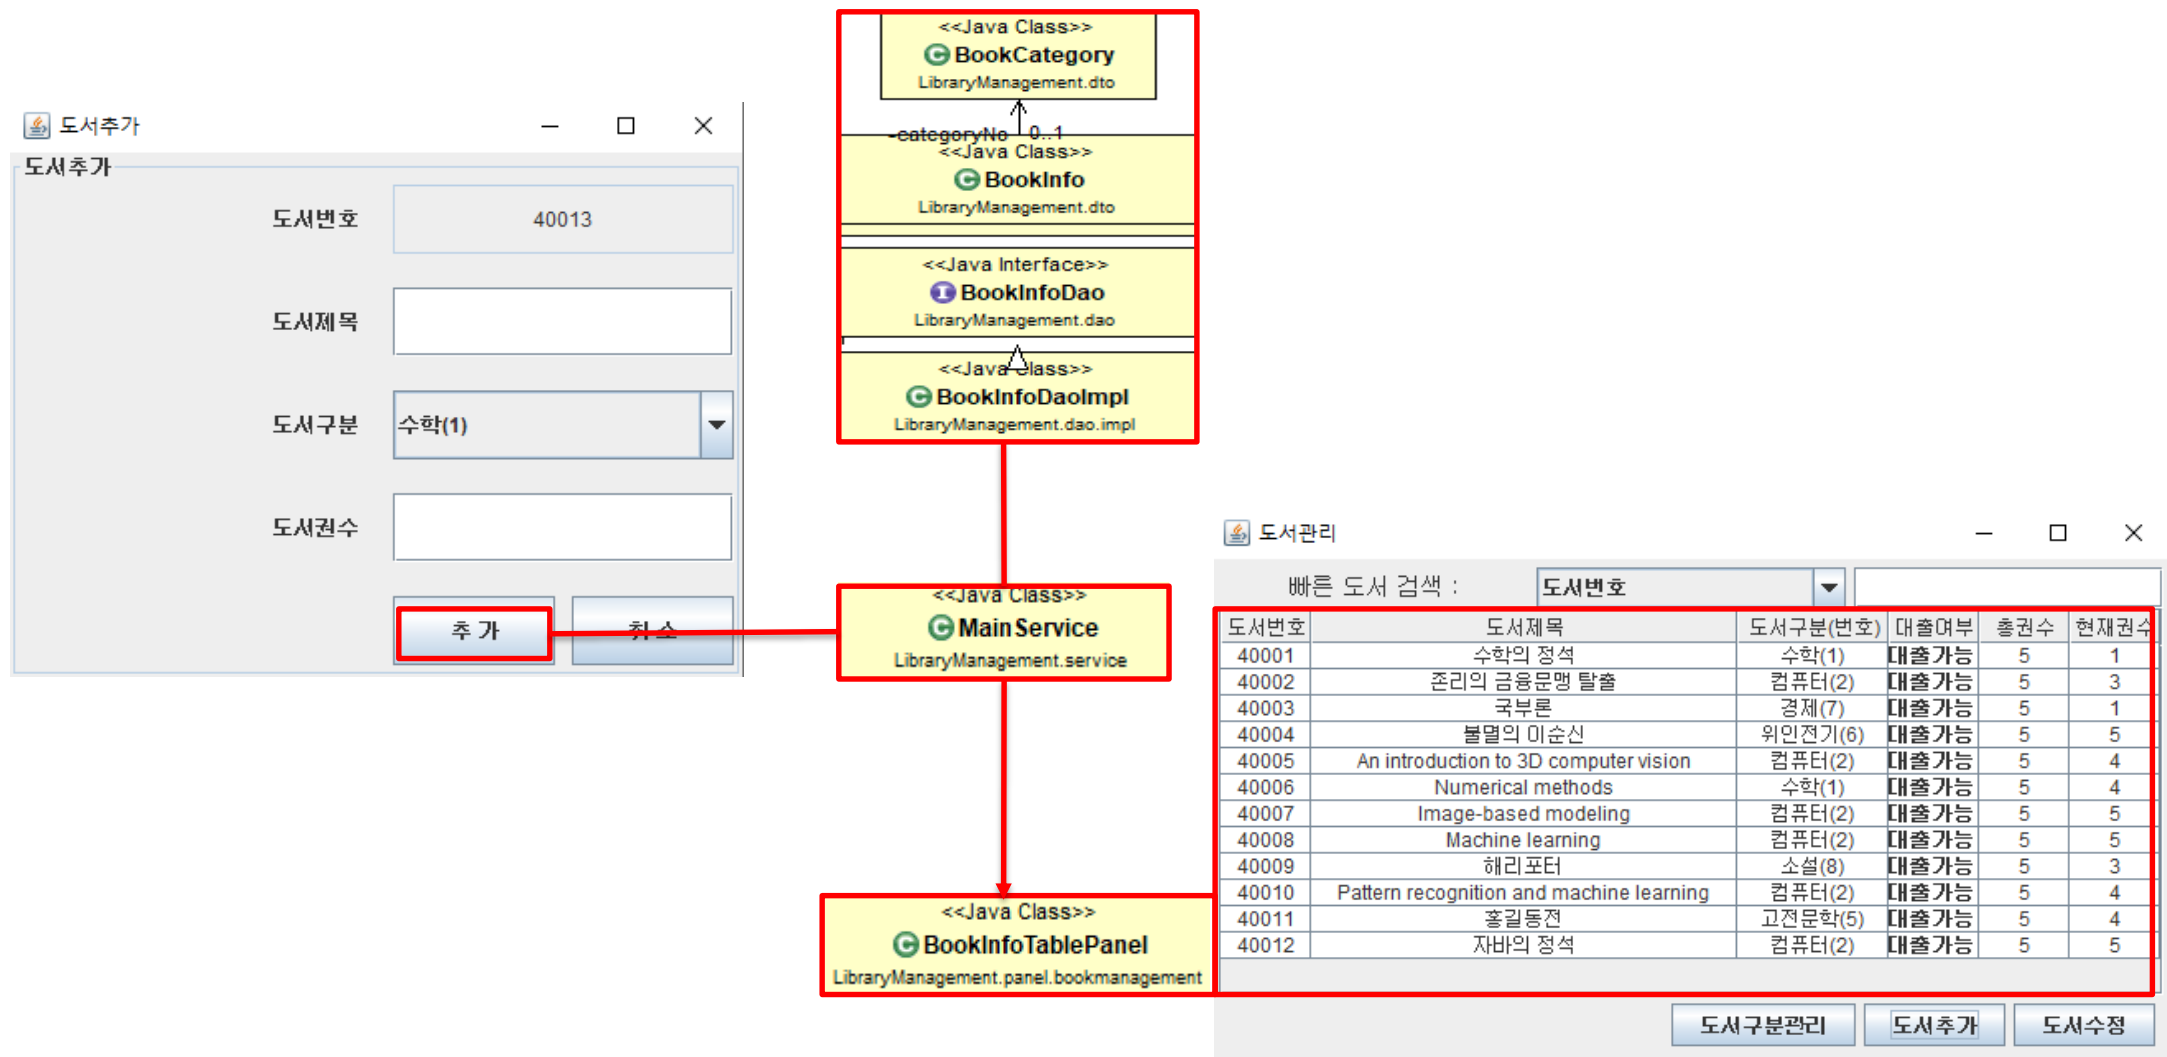 도서추가
도서추가
도서번호
40013
도서제목
도서구분
수학(1)
도서권수
추가
취소
<<Java Class>>
BookCategory
LibraryManagement.dto
-categoryNo 0..1
<<Java Class>>
BookInfo
LibraryManagement.dto
<<Java Interface>>
BookInfoDao
LibraryManagement.dao
<<Java Class>>
BookInfoDaoImpl
LibraryManagement.dao.impl
<<Java Class>>
MainService
LibraryManagement.service
<<Java Class>>
BookInfoTablePanel
LibraryManagement.panel.bookmanagement
도서관리
빠른 도서 검색 : 도서번호
도서번호 도서제목 도서구분(번호) 대출여부 총권수 현재권수
40001 수학의 정석 수학(1) 대출가능 5 1
40002 존리의 금융문맹 탈출 컴퓨터(2) 대출가능 5 3
40003 국부론 경제(7) 대출가능 5 1
40004 불멸의 이순신 위인전기(6) 대출가능 5 5
40005 An introduction to 3D computer vision 컴퓨터(2) 대출가능 5 4
40006 Numerical methods 수학(1) 대출가능 5 4
40007 Image-based modeling 컴퓨터(2) 대출가능 5 5
40008 Machine learning 컴퓨터(2) 대출가능 5 5
40009 해리포터 소설(8) 대출가능 5 3
40010 Pattern recognition and machine learning 컴퓨터(2) 대출가능 5 4
40011 홍길동전 고전문학(5) 대출가능 5 4
40012 자바의 정석 컴퓨터(2) 대출가능 5 5
도서구분관리 도서추가 도서수정